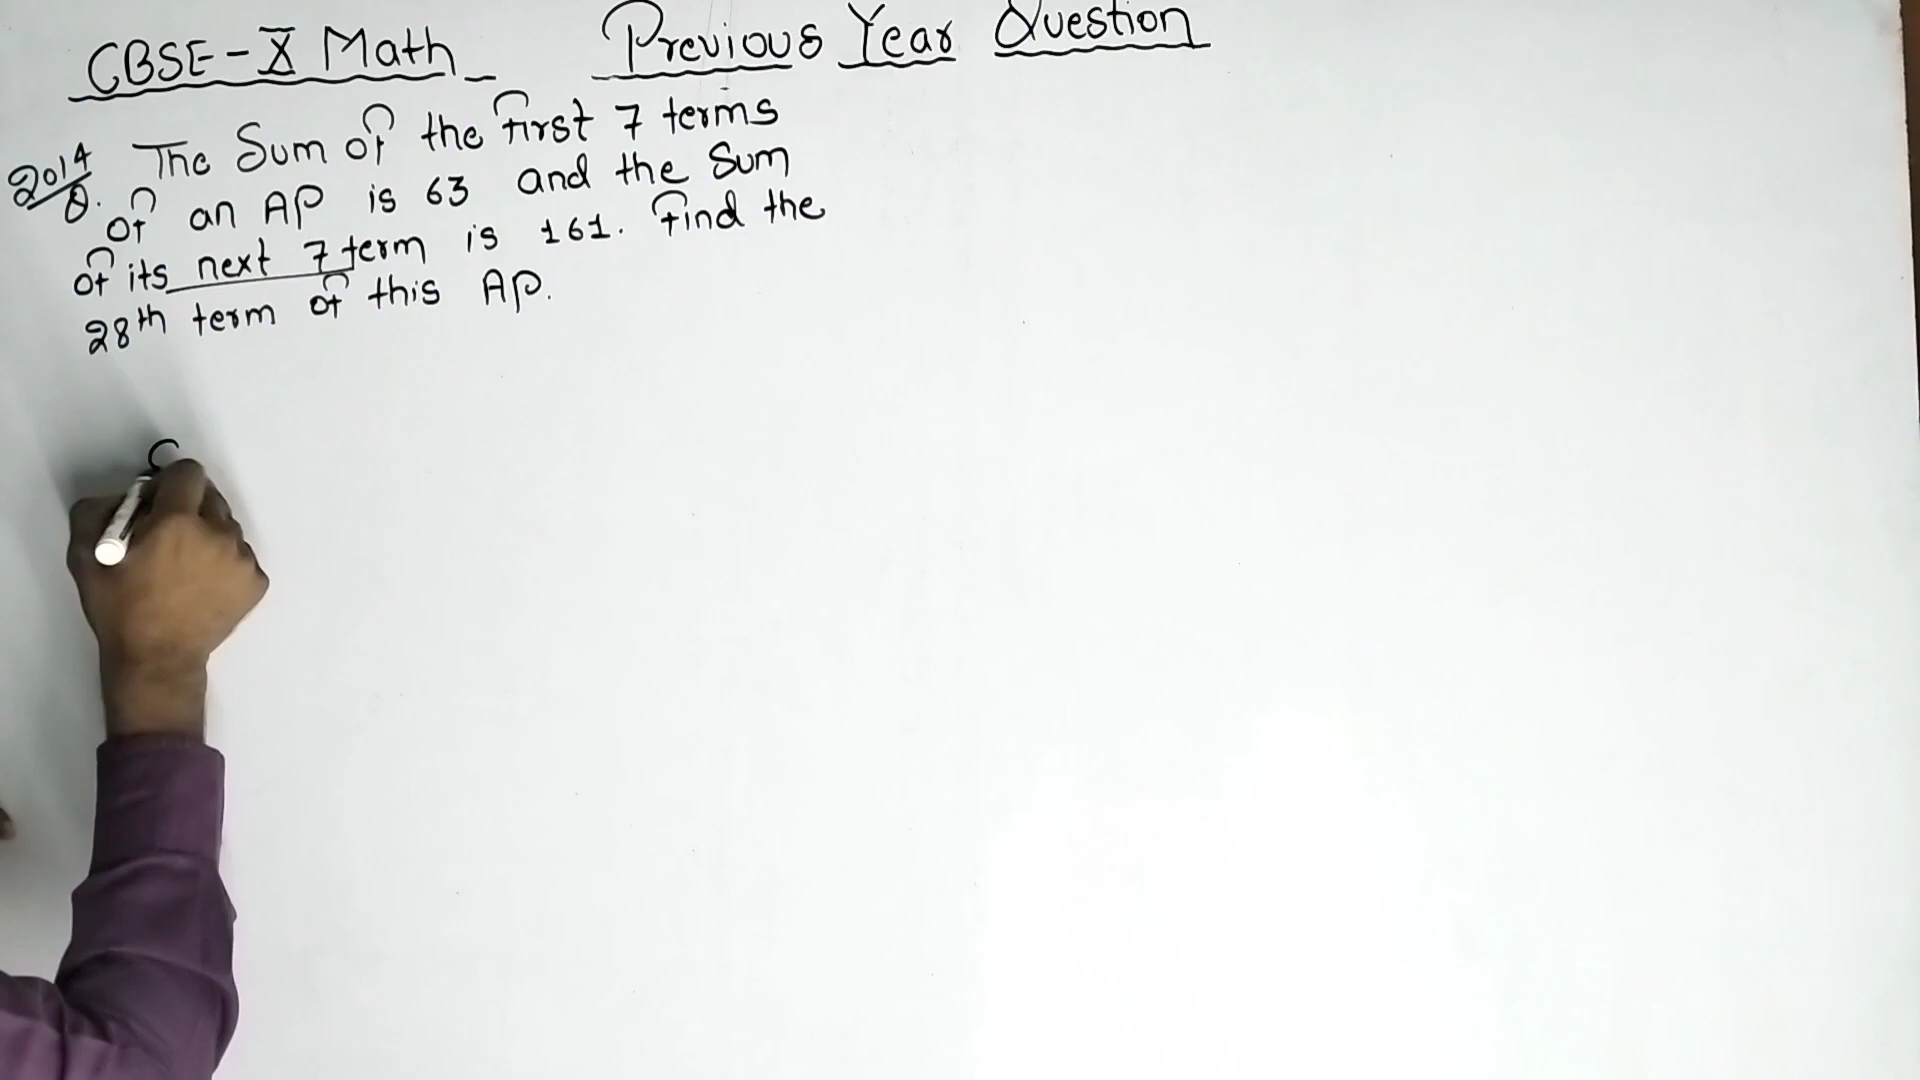 CBSE-X Math Previous Year Question
2014 The Sum of the first 7 terms
Q. of an AP is 63 and the Sum
of its next 7 term is 161. Find the
28th term of this AP.